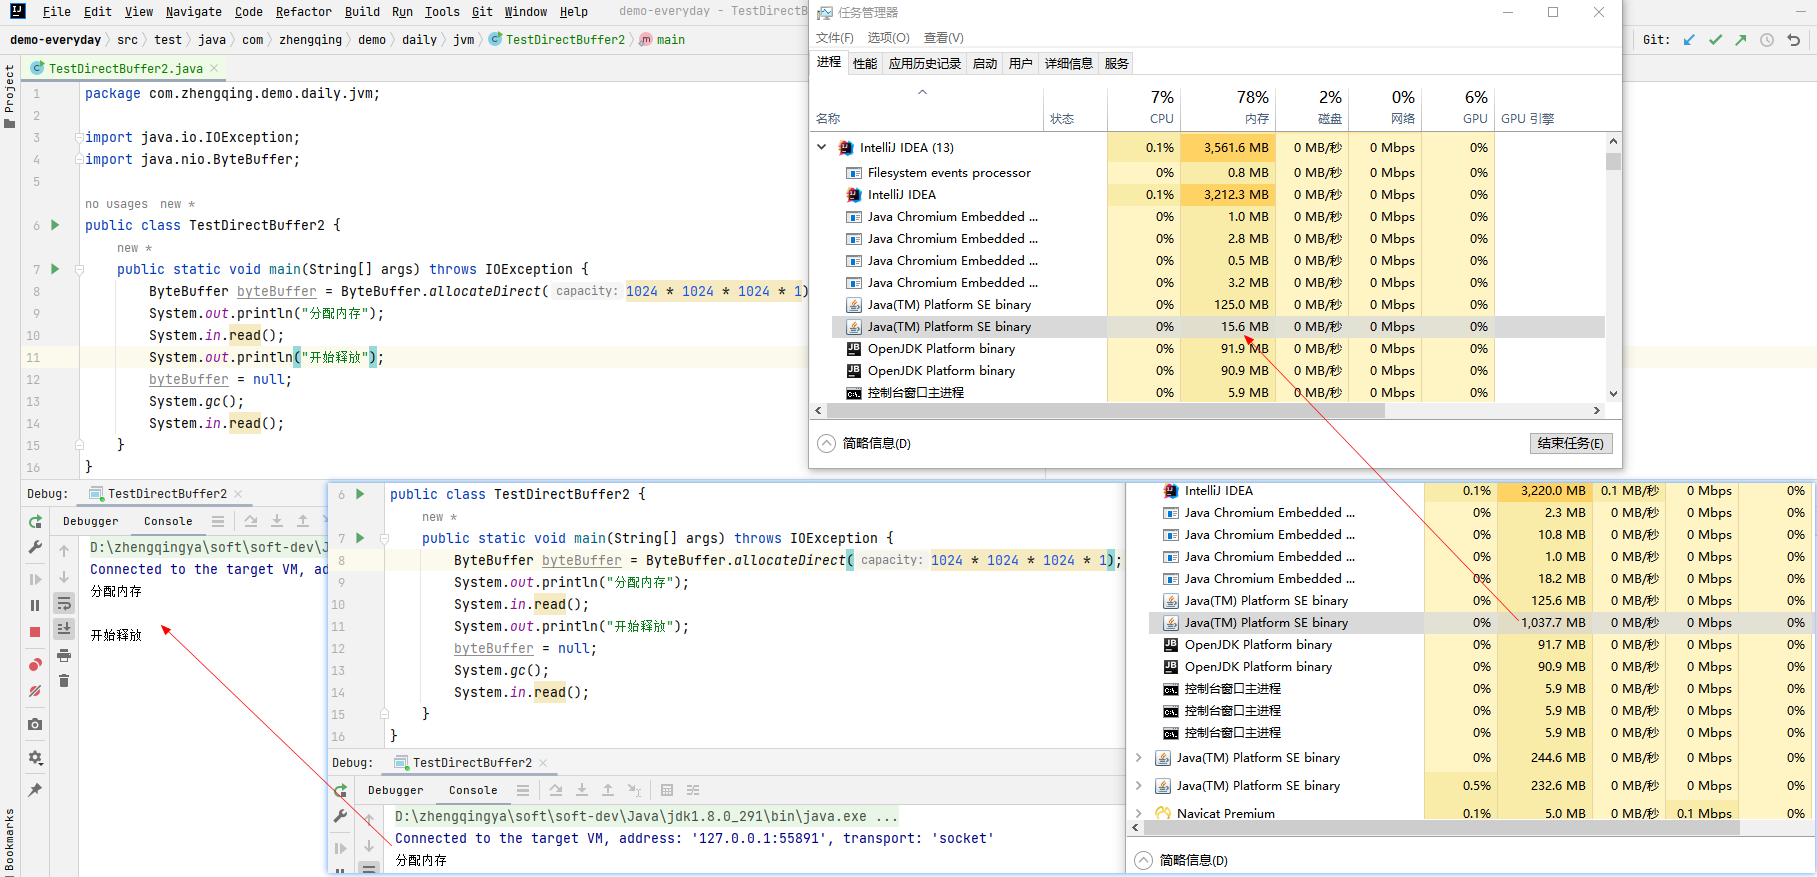 File Edit View Navigate Code Refactor Build Run Tools Git Window Help demo-everyday - TestDirectB
demo-everyday src test java com zhengqing demo daily jvm TestDirectBuffer2 main
Git:
Project
Bookmarks
TestDirectBuffer2.java
1 package com.zhengqing.demo.daily.jvm;
2
3 import java.io.IOException;
4 import java.nio.ByteBuffer;
5
no usages new *
6 public class TestDirectBuffer2 {
new *
7 public static void main(String[] args) throws IOException {
8 ByteBuffer byteBuffer = ByteBuffer.allocateDirect( capacity: 1024 * 1024 * 1024 * 1)
9 System.out.println("分配内存");
10 System.in.read();
11 System.out.println("开始释放");
12 byteBuffer = null;
13 System.gc();
14 System.in.read();
15 }
16 }
Debug: TestDirectBuffer2
Debugger Console
D:\zhengqingya\soft\soft-dev\J
Connected to the target VM, ad
分配内存
开始释放
任务管理器
文件(F) 选项(O) 查看(V)
进程 性能 应用历史记录 启动 用户 详细信息 服务
7% 78% 2% 0% 6%
名称 状态 CPU 内存 磁盘 网络 GPU GPU 引擎
IntelliJ IDEA (13) 0.1% 3,561.6 MB 0 MB/秒 0 Mbps 0%
Filesystem events processor 0% 0.8 MB 0 MB/秒 0 Mbps 0%
IntelliJ IDEA 0.1% 3,212.3 MB 0 MB/秒 0 Mbps 0%
Java Chromium Embedded ... 0% 1.0 MB 0 MB/秒 0 Mbps 0%
Java Chromium Embedded ... 0% 2.8 MB 0 MB/秒 0 Mbps 0%
Java Chromium Embedded ... 0% 0.5 MB 0 MB/秒 0 Mbps 0%
Java Chromium Embedded ... 0% 3.2 MB 0 MB/秒 0 Mbps 0%
Java(TM) Platform SE binary 0% 125.0 MB 0 MB/秒 0 Mbps 0%
Java(TM) Platform SE binary 0% 15.6 MB 0 MB/秒 0 Mbps 0%
OpenJDK Platform binary 0% 91.9 MB 0 MB/秒 0 Mbps 0%
OpenJDK Platform binary 0% 90.9 MB 0 MB/秒 0 Mbps 0%
控制台窗口主进程 0% 5.9 MB 0 MB/秒 0 Mbps 0%
简略信息(D) 结束任务(E)
6 public class TestDirectBuffer2 {
new *
7 public static void main(String[] args) throws IOException {
8 ByteBuffer byteBuffer = ByteBuffer.allocateDirect( capacity: 1024 * 1024 * 1024 * 1);
9 System.out.println("分配内存");
10 System.in.read();
11 System.out.println("开始释放");
12 byteBuffer = null;
13 System.gc();
14 System.in.read();
15 }
16 }
Debug: TestDirectBuffer2
Debugger Console
D:\zhengqingya\soft\soft-dev\Java\jdk1.8.0_291\bin\java.exe ...
Connected to the target VM, address: '127.0.0.1:55891', transport: 'socket'
分配内存
IntelliJ IDEA 0.1% 3,220.0 MB 0.1 MB/秒 0 Mbps 0%
Java Chromium Embedded ... 0% 2.3 MB 0 MB/秒 0 Mbps 0%
Java Chromium Embedded ... 0% 10.8 MB 0 MB/秒 0 Mbps 0%
Java Chromium Embedded ... 0% 1.0 MB 0 MB/秒 0 Mbps 0%
Java Chromium Embedded ... 0% 18.2 MB 0 MB/秒 0 Mbps 0%
Java(TM) Platform SE binary 0% 125.6 MB 0 MB/秒 0 Mbps 0%
Java(TM) Platform SE binary 0% 1,037.7 MB 0 MB/秒 0 Mbps 0%
OpenJDK Platform binary 0% 91.7 MB 0 MB/秒 0 Mbps 0%
OpenJDK Platform binary 0% 90.9 MB 0 MB/秒 0 Mbps 0%
控制台窗口主进程 0% 5.9 MB 0 MB/秒 0 Mbps 0%
控制台窗口主进程 0% 5.9 MB 0 MB/秒 0 Mbps 0%
控制台窗口主进程 0% 5.9 MB 0 MB/秒 0 Mbps 0%
Java(TM) Platform SE binary 0% 244.6 MB 0 MB/秒 0 Mbps 0%
Java(TM) Platform SE binary 0.5% 232.6 MB 0 MB/秒 0 Mbps 0%
Navicat Premium 0.1% 5.0 MB 0 MB/秒 0.1 Mbps 0%
简略信息(D)